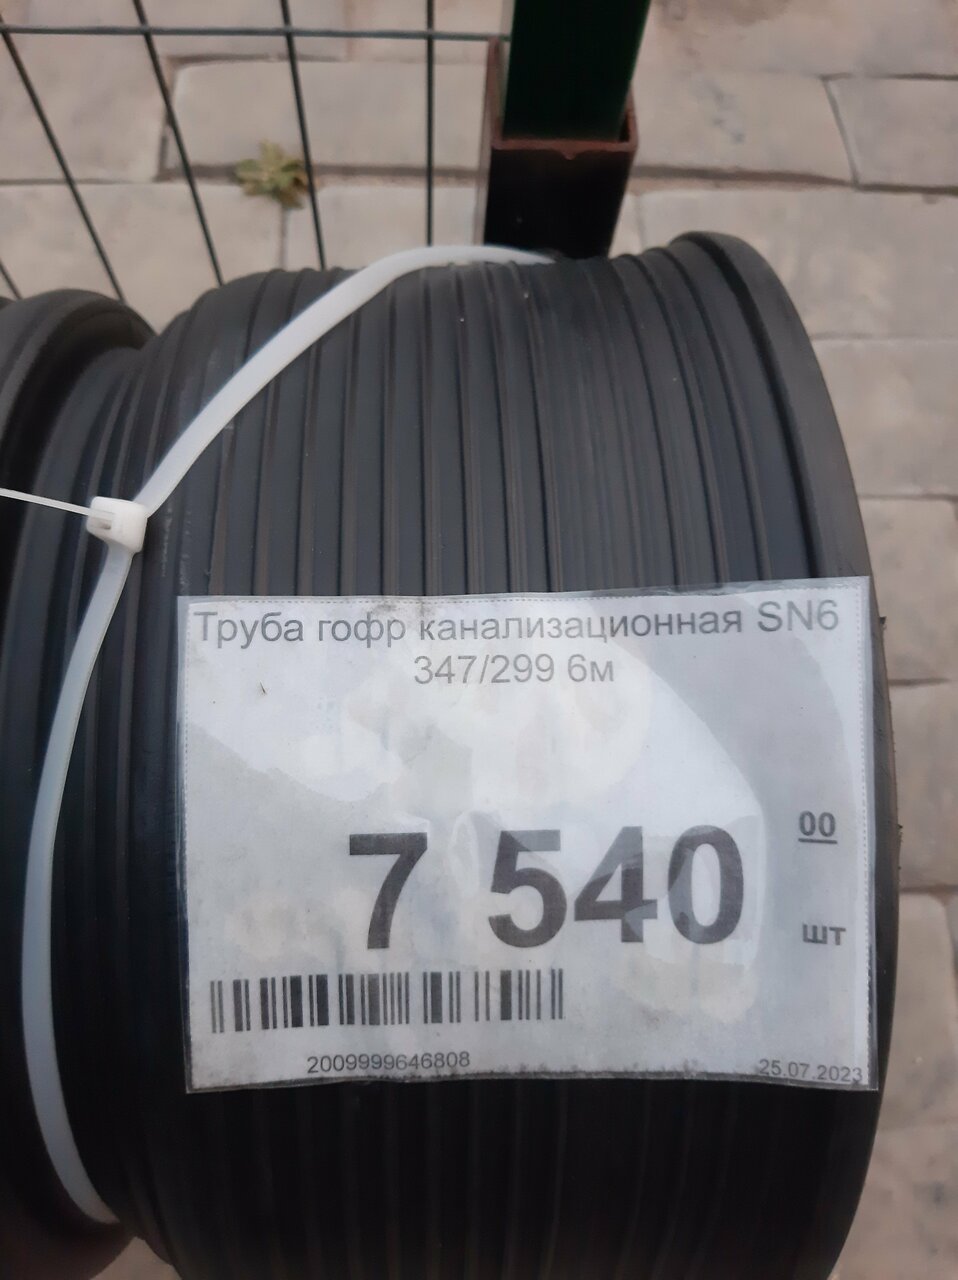 Труба гофр канализационная SN6
347/299 6м
7 540
00
шт
2009999646808
25.07.2023